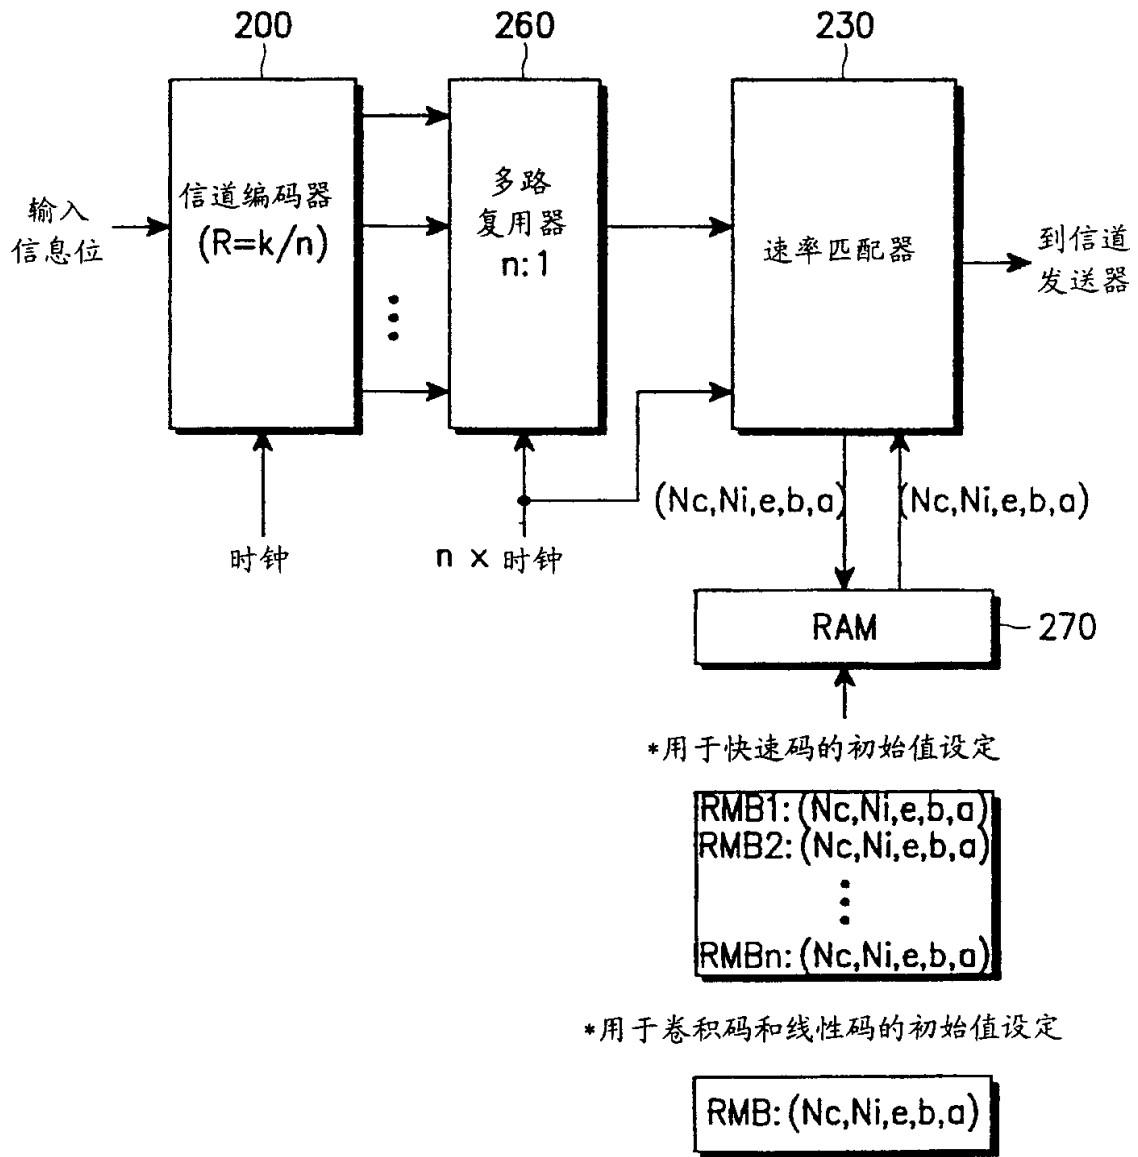 200
260
230
输入
信息位
信道编码器
(R=k/n)
多路
复用器
n:1
速率匹配器
到信道
发送器
时钟
n x 时钟
(Nc,Ni,e,b,a)
(Nc,Ni,e,b,a)
RAM
270
*用于快速码的初始值设定
RMB1:(Nc,Ni,e,b,a)
RMB2:(Nc,Ni,e,b,a)
RMBn:(Nc,Ni,e,b,a)
*用于卷积码和线性码的初始值设定
RMB:(Nc,Ni,e,b,a)